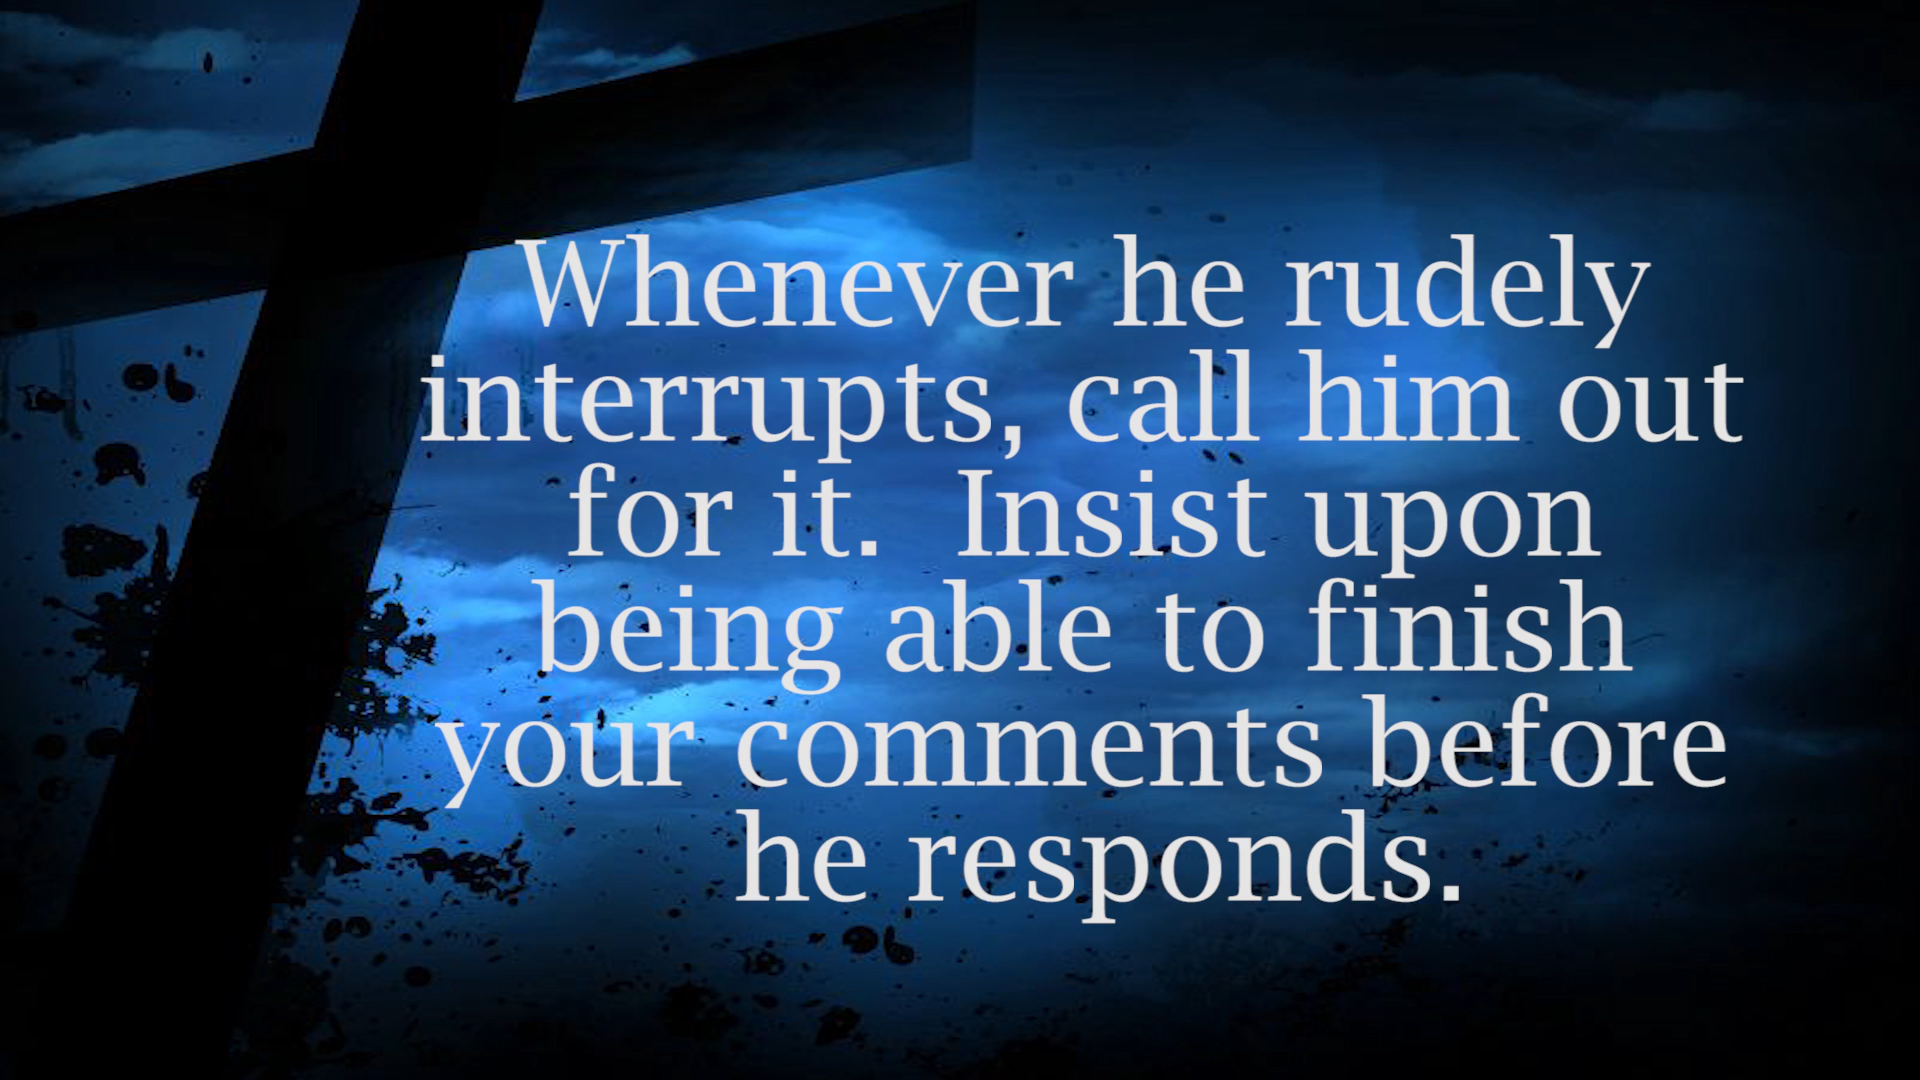 Whenever he rudely
interrupts, call him out
for it.  Insist upon
being able to finish
your comments before
he responds.